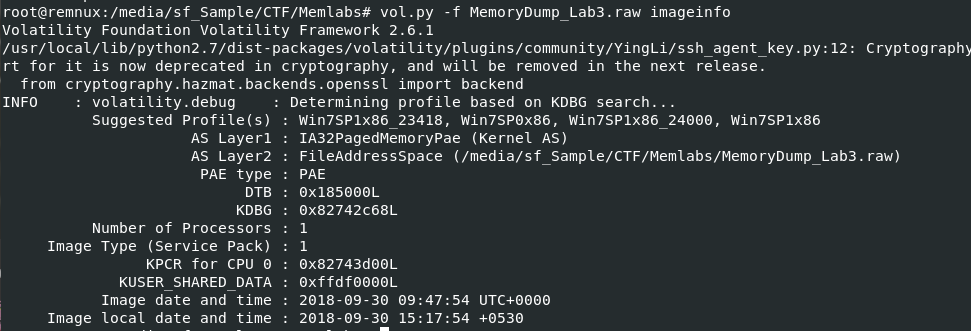 root@remnux:/media/sf_Sample/CTF/Memlabs# vol.py -f MemoryDump_Lab3.raw imageinfo
Volatility Foundation Volatility Framework 2.6.1
/usr/local/lib/python2.7/dist-packages/volatility/plugins/community/YingLi/ssh_agent_key.py:12: Cryptography
rt for it is now deprecated in cryptography, and will be removed in the next release.
from cryptography.hazmat.backends.openssl import backend
INFO    : volatility.debug    : Determining profile based on KDBG search...
Suggested Profile(s) : Win7SP1x86_23418, Win7SP0x86, Win7SP1x86_24000, Win7SP1x86
AS Layer1 : IA32PagedMemoryPae (Kernel AS)
AS Layer2 : FileAddressSpace (/media/sf_Sample/CTF/Memlabs/MemoryDump_Lab3.raw)
PAE type : PAE
DTB : 0x185000L
KDBG : 0x82742c68L
Number of Processors : 1
Image Type (Service Pack) : 1
KPCR for CPU 0 : 0x82743d00L
KUSER_SHARED_DATA : 0xffdf0000L
Image date and time : 2018-09-30 09:47:54 UTC+0000
Image local date and time : 2018-09-30 15:17:54 +0530